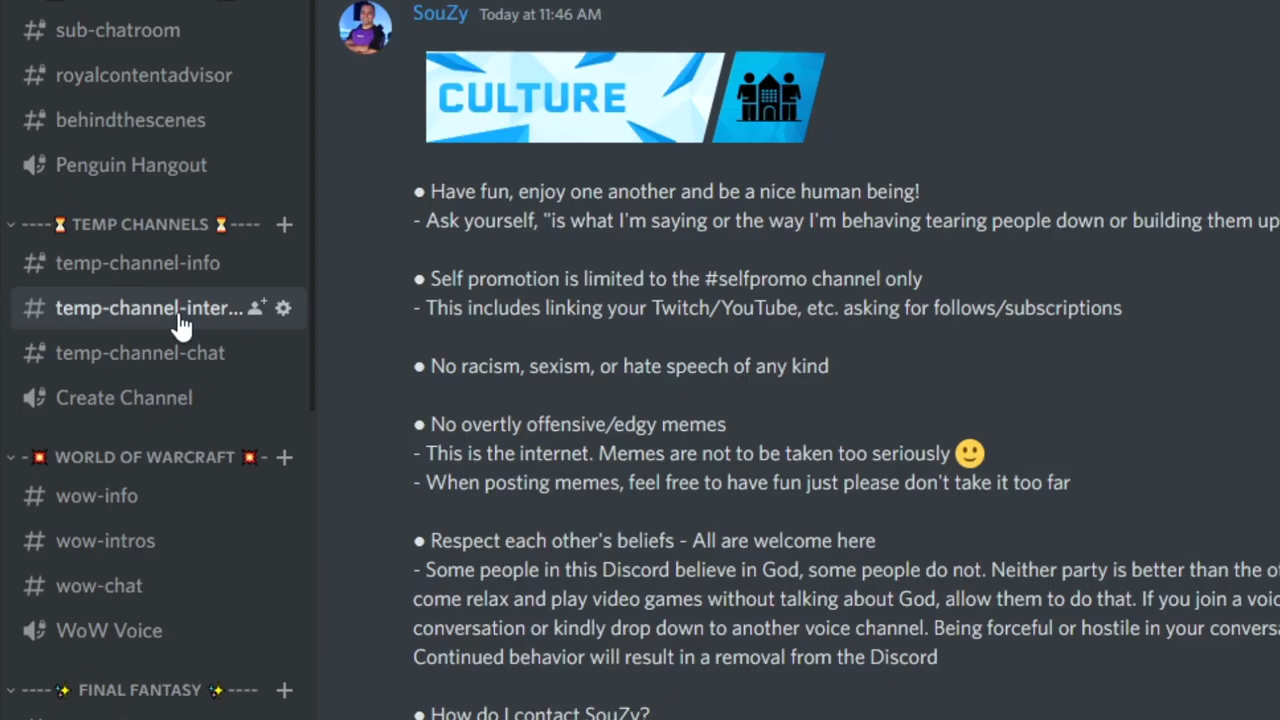 sub-chatroom
royalcontentadvisor
behindthescenes
Penguin Hangout
----⏳ TEMP CHANNELS ⏳----
temp-channel-info
temp-channel-inter...
temp-channel-chat
Create Channel
-💥 WORLD OF WARCRAFT 💥-
wow-info
wow-intros
wow-chat
WoW Voice
----✨ FINAL FANTASY ✨----
SouZy Today at 11:46 AM
CULTURE
● Have fun, enjoy one another and be a nice human being!
- Ask yourself, "is what I'm saying or the way I'm behaving tearing people down or building them up
● Self promotion is limited to the #selfpromo channel only
- This includes linking your Twitch/YouTube, etc. asking for follows/subscriptions
● No racism, sexism, or hate speech of any kind
● No overtly offensive/edgy memes
- This is the internet. Memes are not to be taken too seriously 🙂
- When posting memes, feel free to have fun just please don't take it too far
● Respect each other's beliefs - All are welcome here
- Some people in this Discord believe in God, some people do not. Neither party is better than the
come relax and play video games without talking about God, allow them to do that. If you join a
conversation or kindly drop down to another voice channel. Being forceful or hostile in your
Continued behavior will result in a removal from the Discord
● How do I contact SouZy?